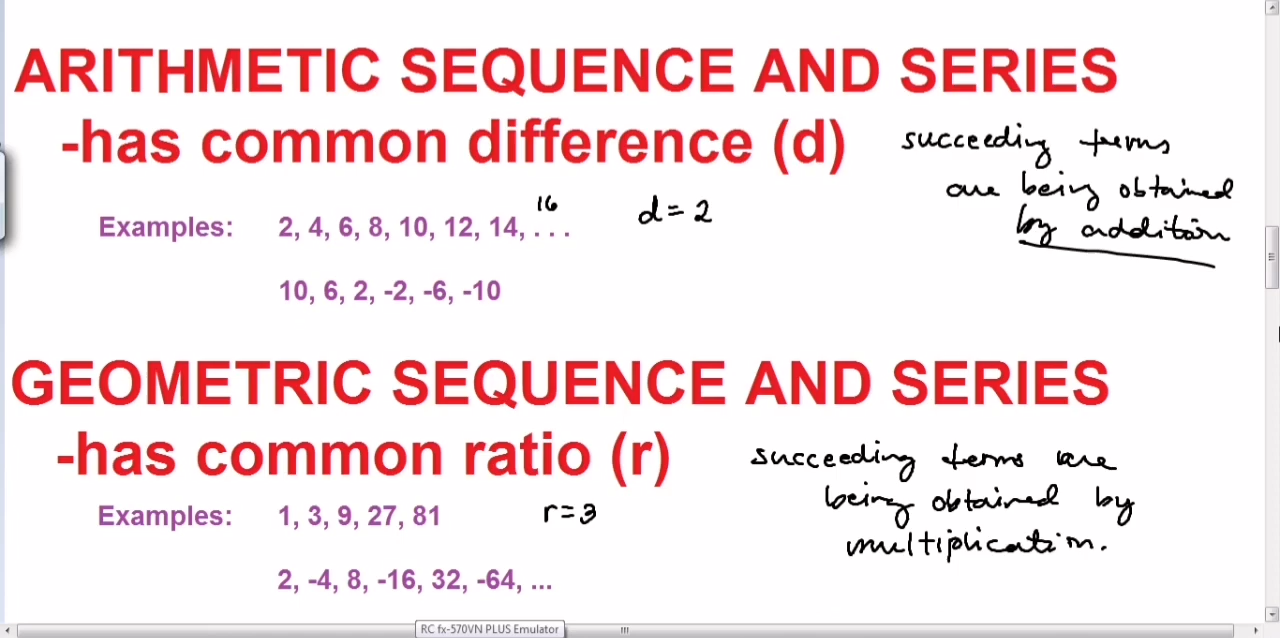 ARITHMETIC SEQUENCE AND SERIES
-has common difference (d)
succeeding terms
are being obtained
by addition
16
Examples: 2, 4, 6, 8, 10, 12, 14, . . .
d = 2
10, 6, 2, -2, -6, -10
GEOMETRIC SEQUENCE AND SERIES
-has common ratio (r)
succeeding terms are
being obtained by
multiplication.
Examples: 1, 3, 9, 27, 81
r = 3
2, -4, 8, -16, 32, -64, ...
RC fx-570VN PLUS Emulator